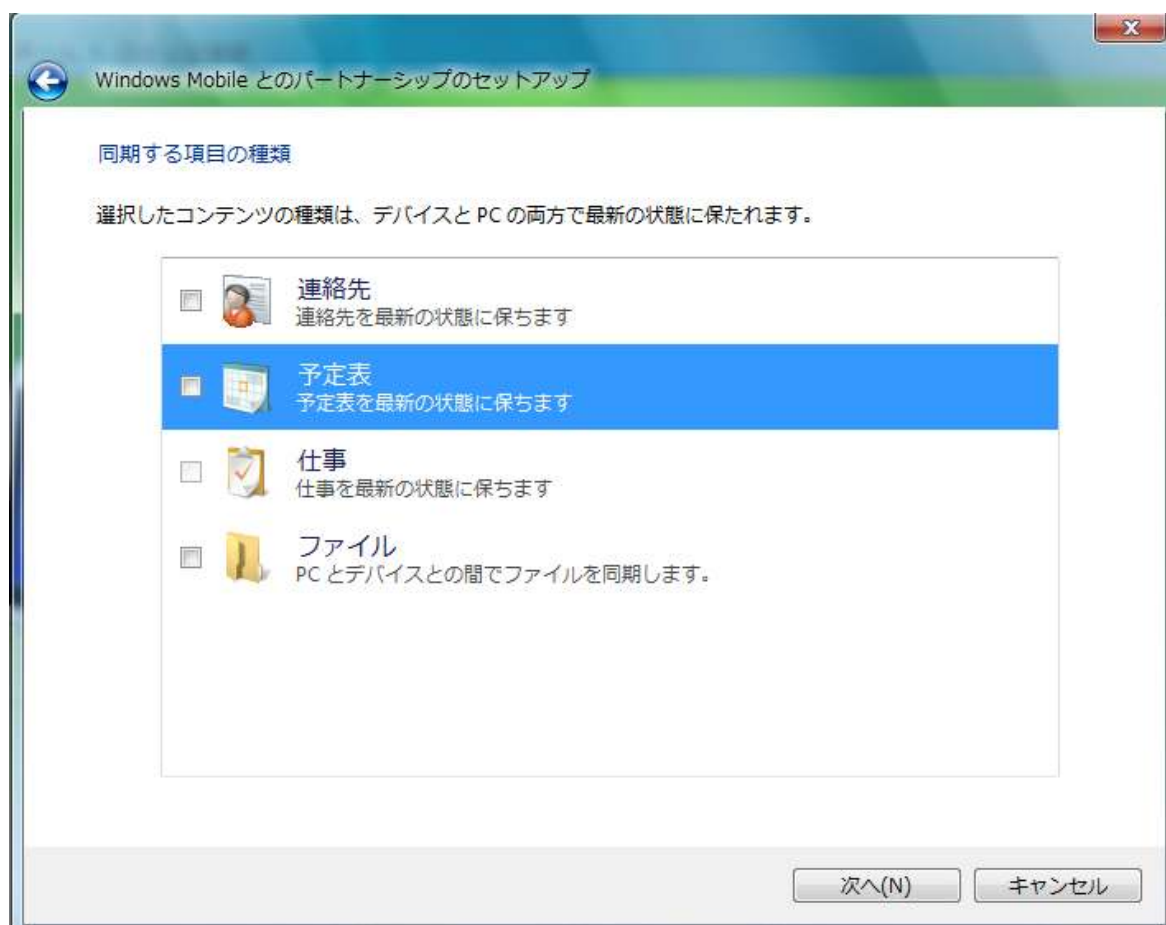 Windows Mobile とのパートナーシップのセットアップ
同期する項目の種類
選択したコンテンツの種類は、デバイスと PC の両方で最新の状態に保たれます。
連絡先
連絡先を最新の状態に保ちます
予定表
予定表を最新の状態に保ちます
仕事
仕事を最新の状態に保ちます
ファイル
PC とデバイスとの間でファイルを同期します。
次へ(N)
キャンセル